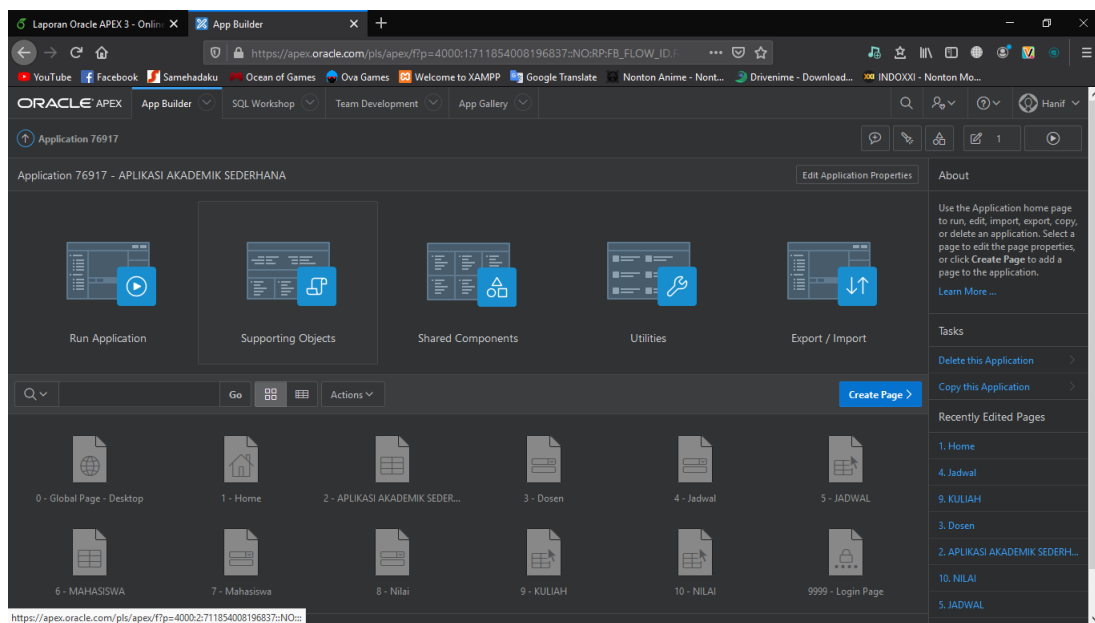 Laporan Oracle APEX 3 - Online
App Builder
https://apex.oracle.com/pls/apex/f?p=4000:1:711854008196837::NO:RP:FB_FLOW_ID,F
YouTube Facebook Samehadaku Ocean of Games Ova Games Welcome to XAMPP Google Translate Nonton Anime - Nont... Drivenime - Download... INDOXXI - Nonton Mo...
ORACLE APEX App Builder SQL Workshop Team Development App Gallery Hanif
Application 76917
1
Application 76917 - APLIKASI AKADEMIK SEDERHANA
Edit Application Properties
Run Application
Supporting Objects
Shared Components
Utilities
Export / Import
Go
Actions
Create Page
0 - Global Page - Desktop
1 - Home
2 - APLIKASI AKADEMIK SEDER...
3 - Dosen
4 - Jadwal
5 - JADWAL
6 - MAHASISWA
7 - Mahasiswa
8 - Nilai
9 - KULIAH
10 - NILAI
9999 - Login Page
About
Use the Application home page
to run, edit, import, export, copy,
or delete an application. Select a
page to edit the page properties,
or click Create Page to add a
page to the application.
Learn More ...
Tasks
Delete this Application
Copy this Application
Recently Edited Pages
1. Home
4. Jadwal
9. KULIAH
3. Dosen
2. APLIKASI AKADEMIK SEDERH...
10. NILAI
5. JADWAL
https://apex.oracle.com/pls/apex/f?p=4000:2:711854008196837::NO:::